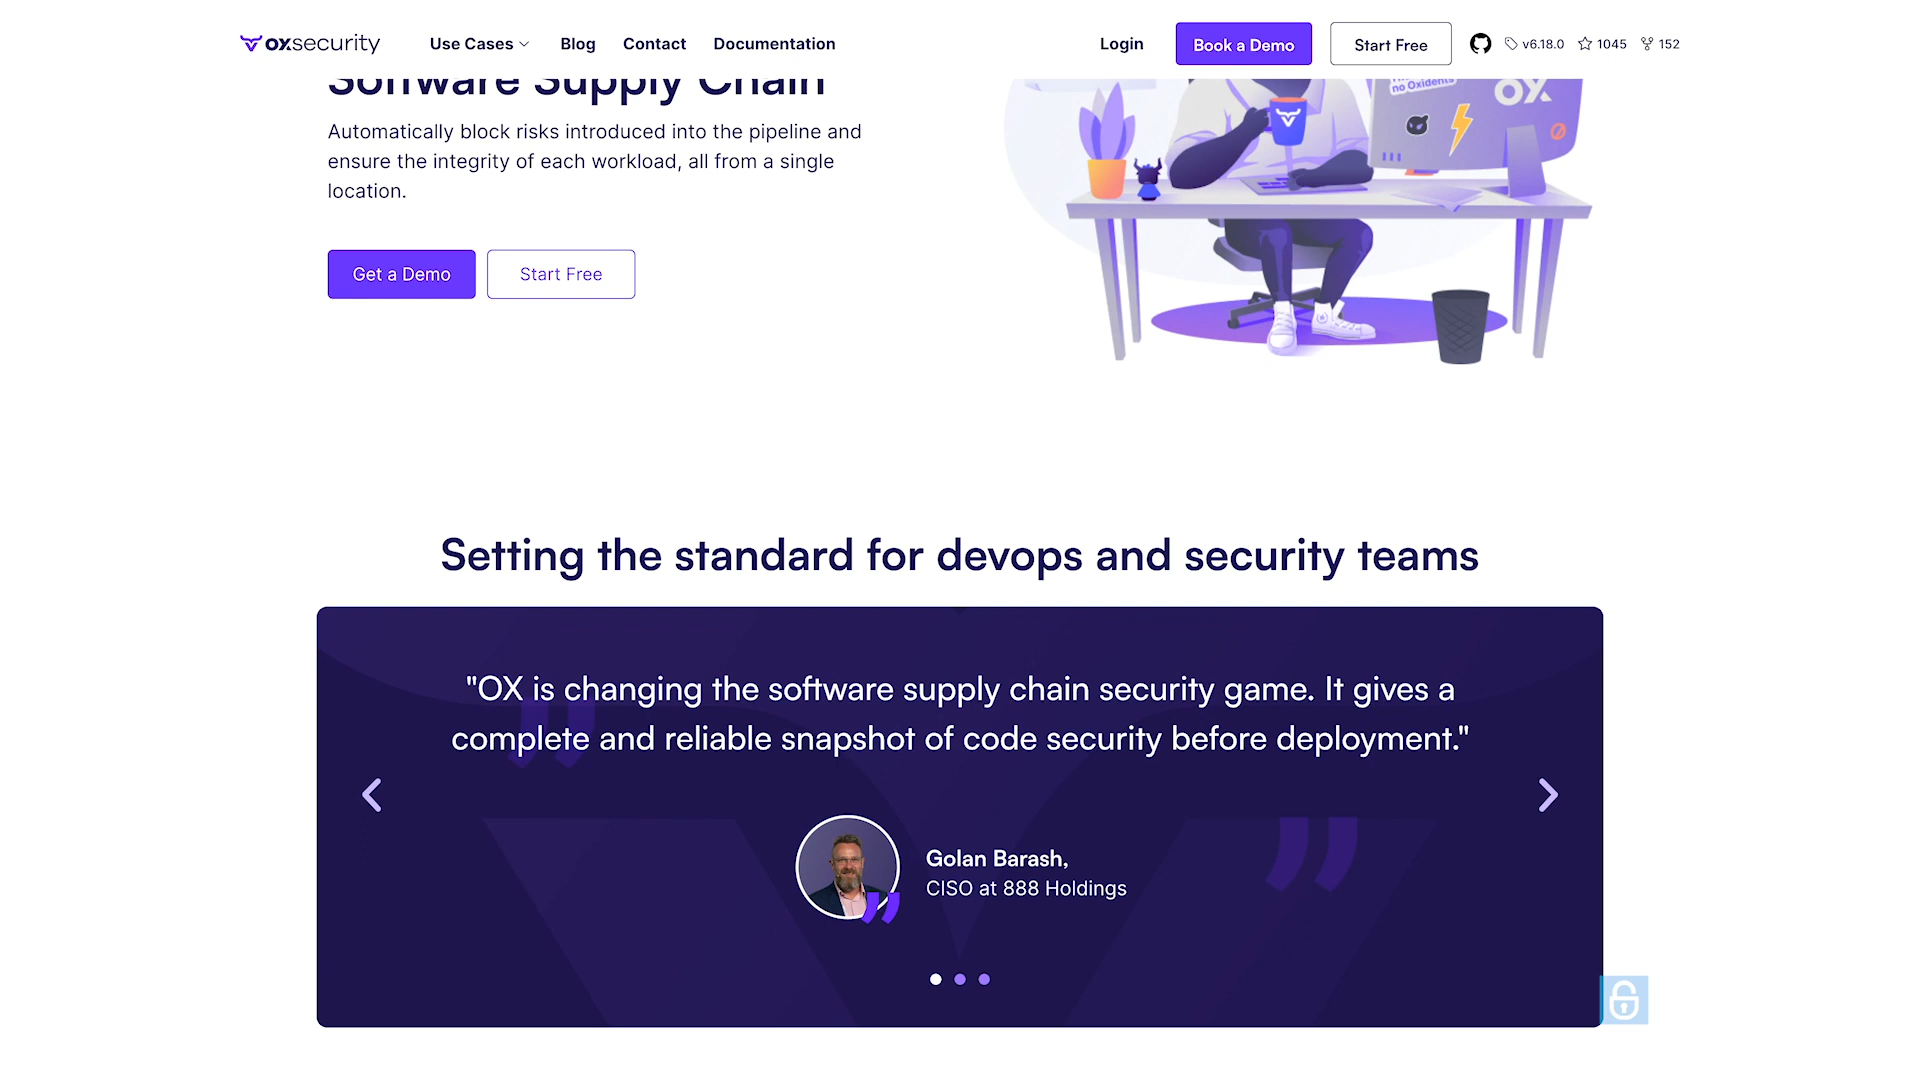 oxsecurity
Use Cases
Blog
Contact
Documentation
Login
Book a Demo
Start Free
v6.18.0
1045
152
Software Supply Chain
Automatically block risks introduced into the pipeline and
ensure the integrity of each workload, all from a single
location.
no Oxidents
OX
Get a Demo
Start Free
Setting the standard for devops and security teams
"OX is changing the software supply chain security game. It gives a
complete and reliable snapshot of code security before deployment."
Golan Barash,
CISO at 888 Holdings